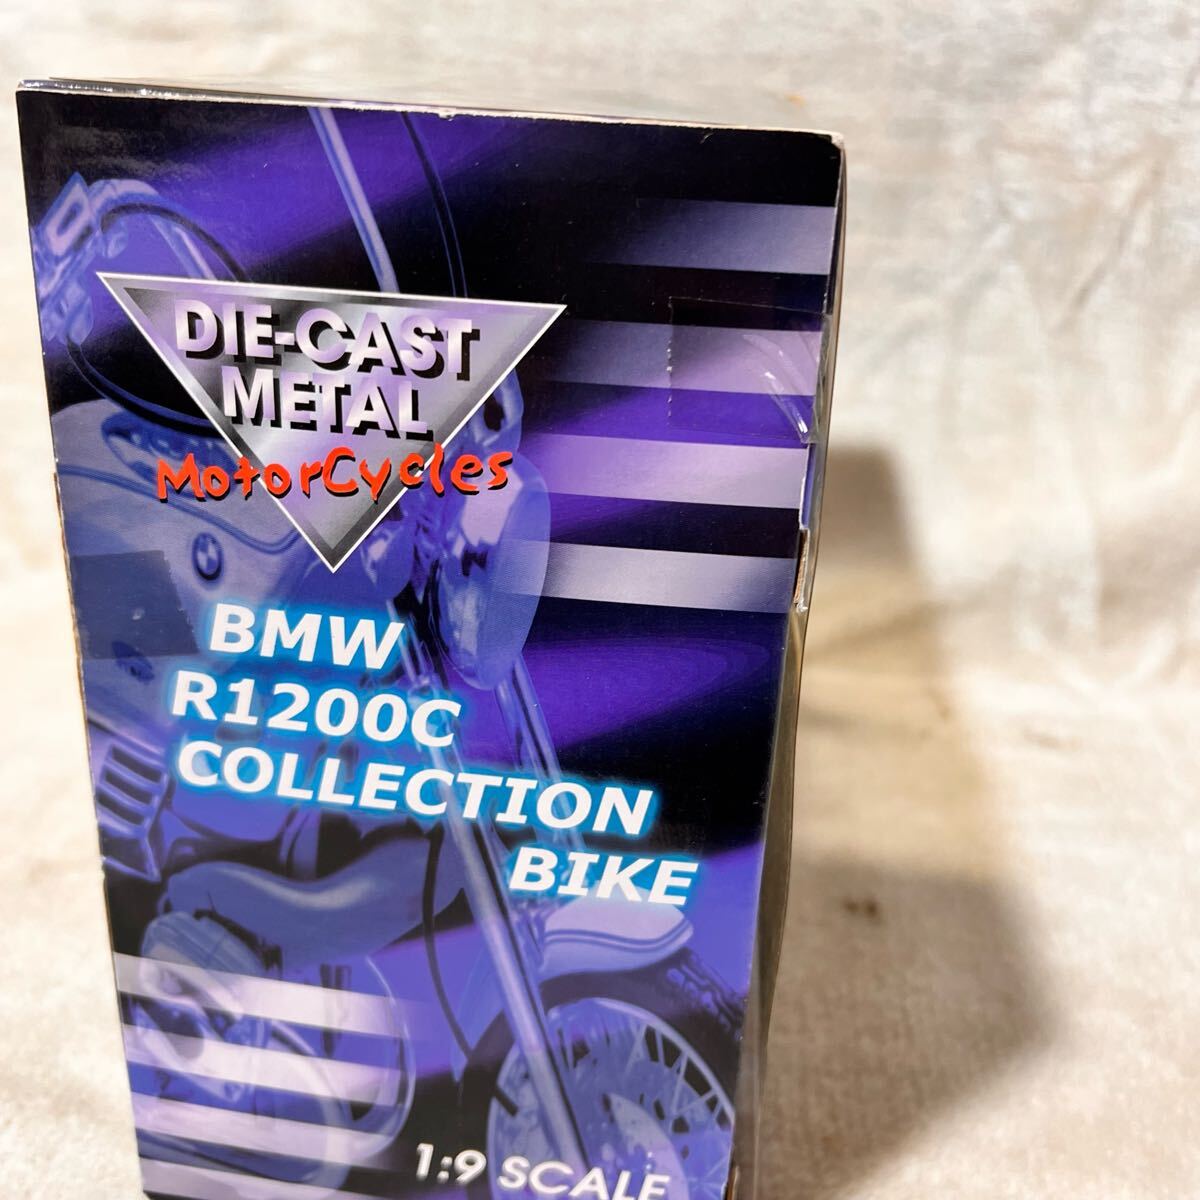 DIE-CAST
METAL
MotorCycles
BMW
R1200C
COLLECTION
BIKE
1:9 SCALE